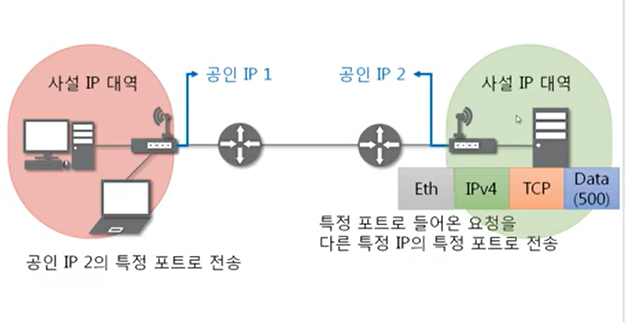 사설 IP 대역
공인 IP 1
공인 IP 2
사설 IP 대역
Eth
IPv4
TCP
Data
(500)
특정 포트로 들어온 요청을
다른 특정 IP의 특정 포트로 전송
공인 IP 2의 특정 포트로 전송